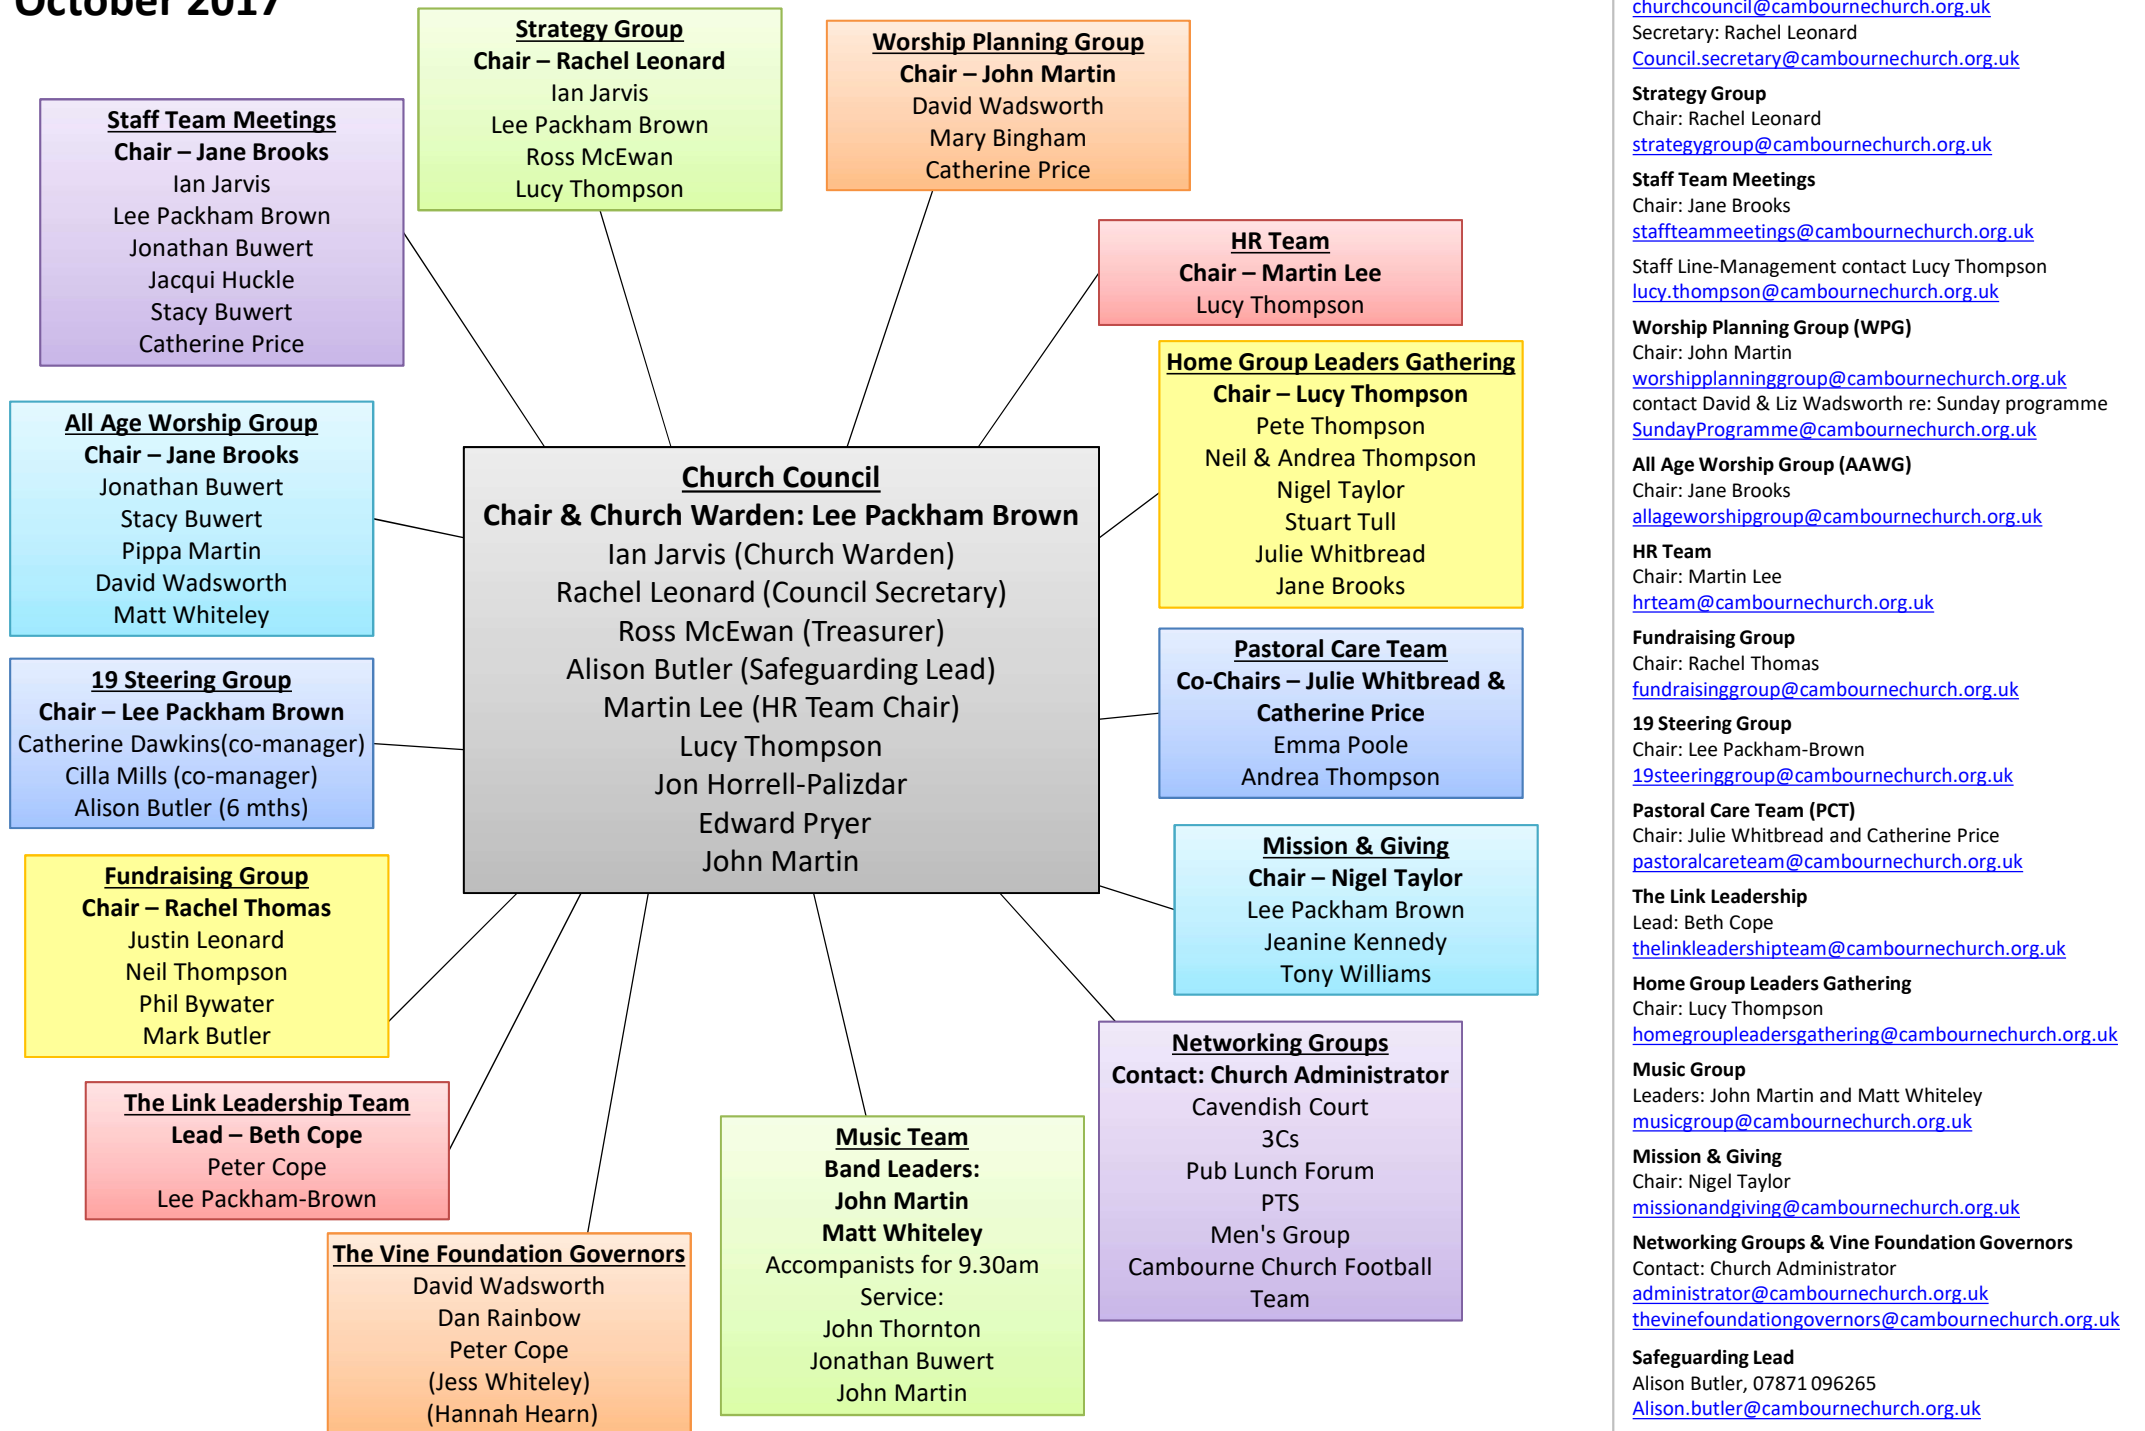 October 2017
Strategy Group
Chair – Rachel Leonard
Ian Jarvis
Lee Packham Brown
Ross McEwan
Lucy Thompson
Worship Planning Group
Chair – John Martin
David Wadsworth
Mary Bingham
Catherine Price
Staff Team Meetings
Chair – Jane Brooks
Ian Jarvis
Lee Packham Brown
Jonathan Buwert
Jacqui Huckle
Stacy Buwert
Catherine Price
HR Team
Chair – Martin Lee
Lucy Thompson
Home Group Leaders Gathering
Chair – Lucy Thompson
Pete Thompson
Neil & Andrea Thompson
Nigel Taylor
Stuart Tull
Julie Whitbread
Jane Brooks
All Age Worship Group
Chair – Jane Brooks
Jonathan Buwert
Stacy Buwert
Pippa Martin
David Wadsworth
Matt Whiteley
Church Council
Chair & Church Warden: Lee Packham Brown
Ian Jarvis (Church Warden)
Rachel Leonard (Council Secretary)
Ross McEwan (Treasurer)
Alison Butler (Safeguarding Lead)
Martin Lee (HR Team Chair)
Lucy Thompson
Jon Horrell-Palizdar
Edward Pryer
John Martin
Pastoral Care Team
Co-Chairs – Julie Whitbread &
Catherine Price
Emma Poole
Andrea Thompson
19 Steering Group
Chair – Lee Packham Brown
Catherine Dawkins(co-manager)
Cilla Mills (co-manager)
Alison Butler (6 mths)
Mission & Giving
Chair – Nigel Taylor
Lee Packham Brown
Jeanine Kennedy
Tony Williams
Fundraising Group
Chair – Rachel Thomas
Justin Leonard
Neil Thompson
Phil Bywater
Mark Butler
Networking Groups
Contact: Church Administrator
Cavendish Court
3Cs
Pub Lunch Forum
PTS
Men's Group
Cambourne Church Football
Team
The Link Leadership Team
Lead – Beth Cope
Peter Cope
Lee Packham-Brown
Music Team
Band Leaders:
John Martin
Matt Whiteley
Accompanists for 9.30am
Service:
John Thornton
Jonathan Buwert
John Martin
The Vine Foundation Governors
David Wadsworth
Dan Rainbow
Peter Cope
(Jess Whiteley)
(Hannah Hearn)
churchcouncil@cambournechurch.org.uk
Secretary: Rachel Leonard
Council.secretary@cambournechurch.org.uk
Strategy Group
Chair: Rachel Leonard
strategygroup@cambournechurch.org.uk
Staff Team Meetings
Chair: Jane Brooks
staffteammeetings@cambournechurch.org.uk
Staff Line-Management contact Lucy Thompson
lucy.thompson@cambournechurch.org.uk
Worship Planning Group (WPG)
Chair: John Martin
worshipplanninggroup@cambournechurch.org.uk
contact David & Liz Wadsworth re: Sunday programme
SundayProgramme@cambournechurch.org.uk
All Age Worship Group (AAWG)
Chair: Jane Brooks
allageworshipgroup@cambournechurch.org.uk
HR Team
Chair: Martin Lee
hrteam@cambournechurch.org.uk
Fundraising Group
Chair: Rachel Thomas
fundraisinggroup@cambournechurch.org.uk
19 Steering Group
Chair: Lee Packham-Brown
19steeringgroup@cambournechurch.org.uk
Pastoral Care Team (PCT)
Chair: Julie Whitbread and Catherine Price
pastoralcareteam@cambournechurch.org.uk
The Link Leadership
Lead: Beth Cope
thelinkleadershipteam@cambournechurch.org.uk
Home Group Leaders Gathering
Chair: Lucy Thompson
homegroupleadersgathering@cambournechurch.org.uk
Music Group
Leaders: John Martin and Matt Whiteley
musicgroup@cambournechurch.org.uk
Mission & Giving
Chair: Nigel Taylor
missionandgiving@cambournechurch.org.uk
Networking Groups & Vine Foundation Governors
Contact: Church Administrator
administrator@cambournechurch.org.uk
thevinefoundationgovernors@cambournechurch.org.uk
Safeguarding Lead
Alison Butler, 07871 096265
Alison.butler@cambournechurch.org.uk